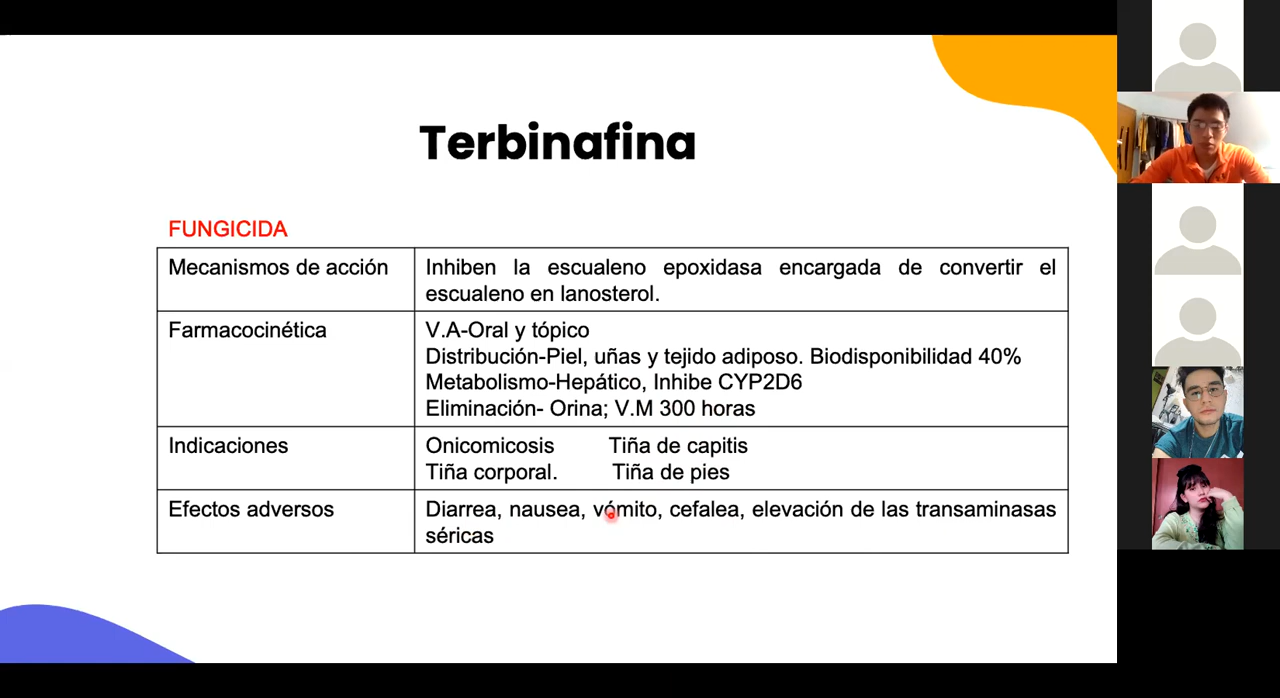 Terbinafina
FUNGICIDA
Mecanismos de acción
Inhiben la escualeno epoxidasa encargada de convertir el
escualeno en lanosterol.
Farmacocinética
V.A-Oral y tópico
Distribución-Piel, uñas y tejido adiposo. Biodisponibilidad 40%
Metabolismo-Hepático, Inhibe CYP2D6
Eliminación- Orina; V.M 300 horas
Indicaciones
Onicomicosis Tiña de capitis
Tiña corporal. Tiña de pies
Efectos adversos
Diarrea, nausea, vómito, cefalea, elevación de las transaminasas
séricas